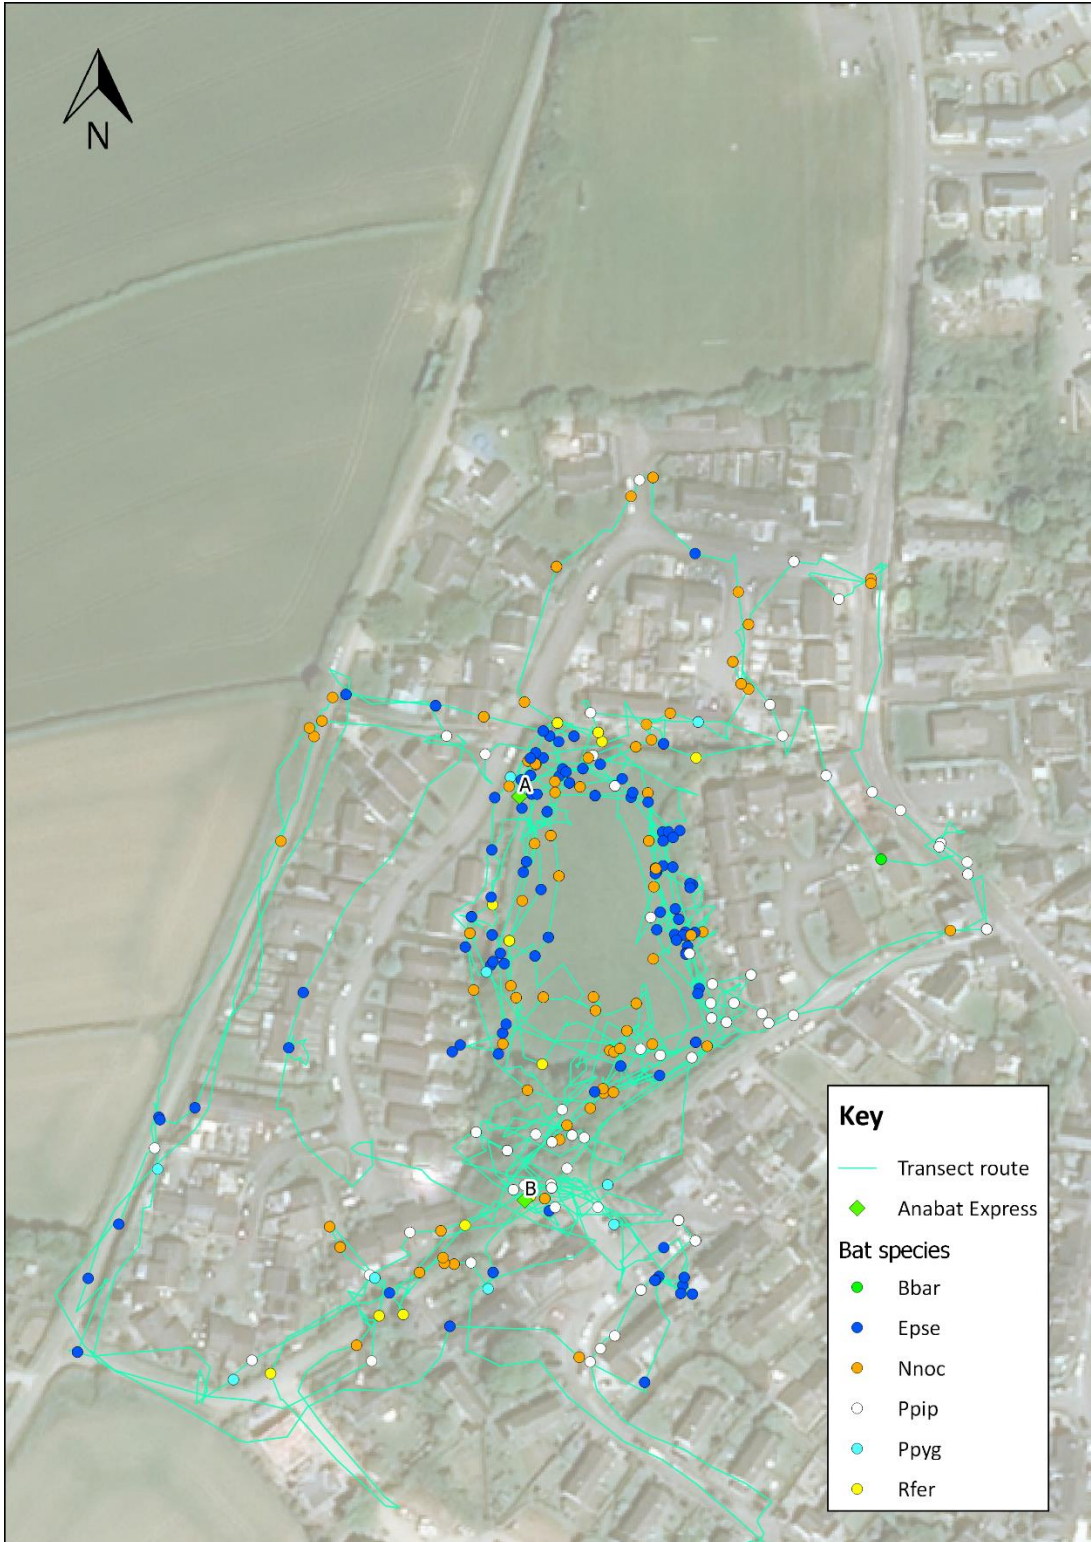 N
A
B
Key
Transect route
Anabat Express
Bat species
Bbar
Epse
Nnoc
Ppip
Ppyg
Rfer